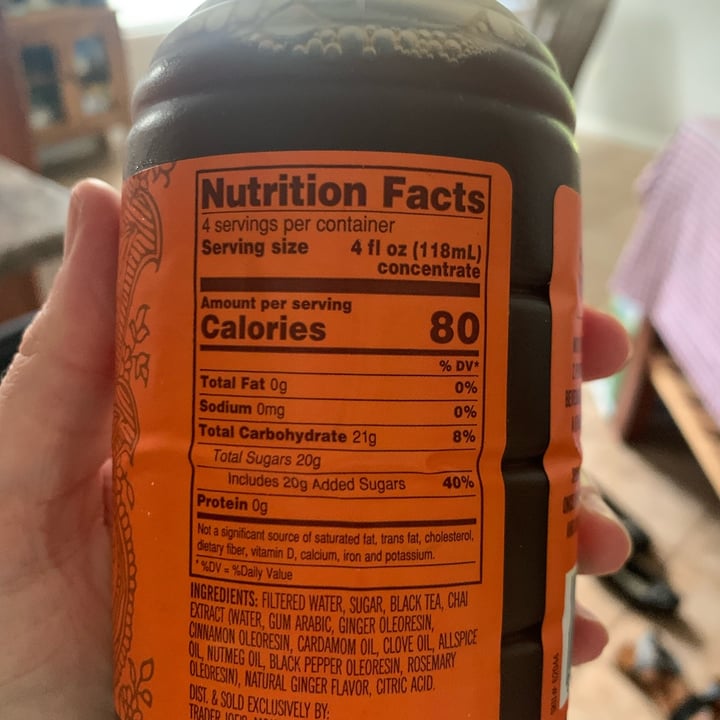 Nutrition Facts
4 servings per container
Serving size 4 fl oz (118mL)
concentrate
Amount per serving
Calories 80
% DV*
Total Fat 0g 0%
Sodium 0mg 0%
Total Carbohydrate 21g 8%
Total Sugars 20g
Includes 20g Added Sugars 40%
Protein 0g
Not a significant source of saturated fat, trans fat, cholesterol,
dietary fiber, vitamin D, calcium, iron and potassium.
*%DV = %Daily Value
INGREDIENTS: FILTERED WATER, SUGAR, BLACK TEA, CHAI
EXTRACT (WATER, GUM ARABIC, GINGER OLEORESIN,
CINNAMON OLEORESIN, CARDAMOM OIL, CLOVE OIL, ALLSPICE
OIL, NUTMEG OIL, BLACK PEPPER OLEORESIN, ROSEMARY
OLEORESIN), NATURAL GINGER FLAVOR, CITRIC ACID.
DIST. & SOLD EXCLUSIVELY BY:
TRADER JOE'S